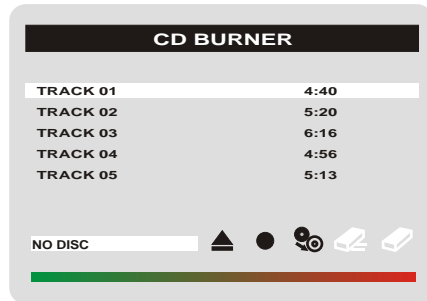 CD BURNER
TRACK 01 4:40
TRACK 02 5:20
TRACK 03 6:16
TRACK 04 4:56
TRACK 05 5:13
NO DISC